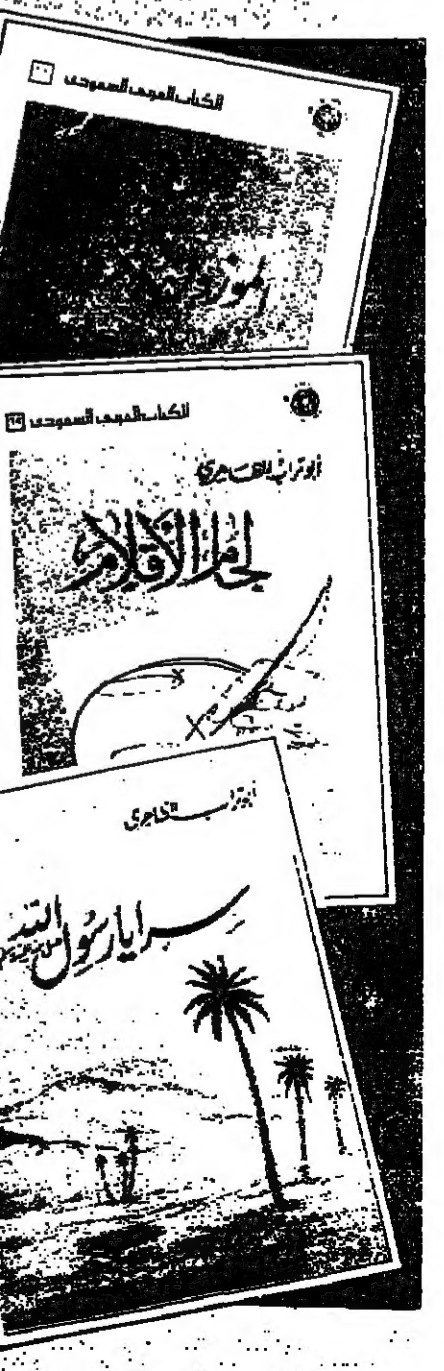 الكتاب العربي السعودي
الكتاب العربي السعودي
أبو تراب الظاهري
لجام الأقلام
أبو تراب الظاهري
سرايا رسول الله